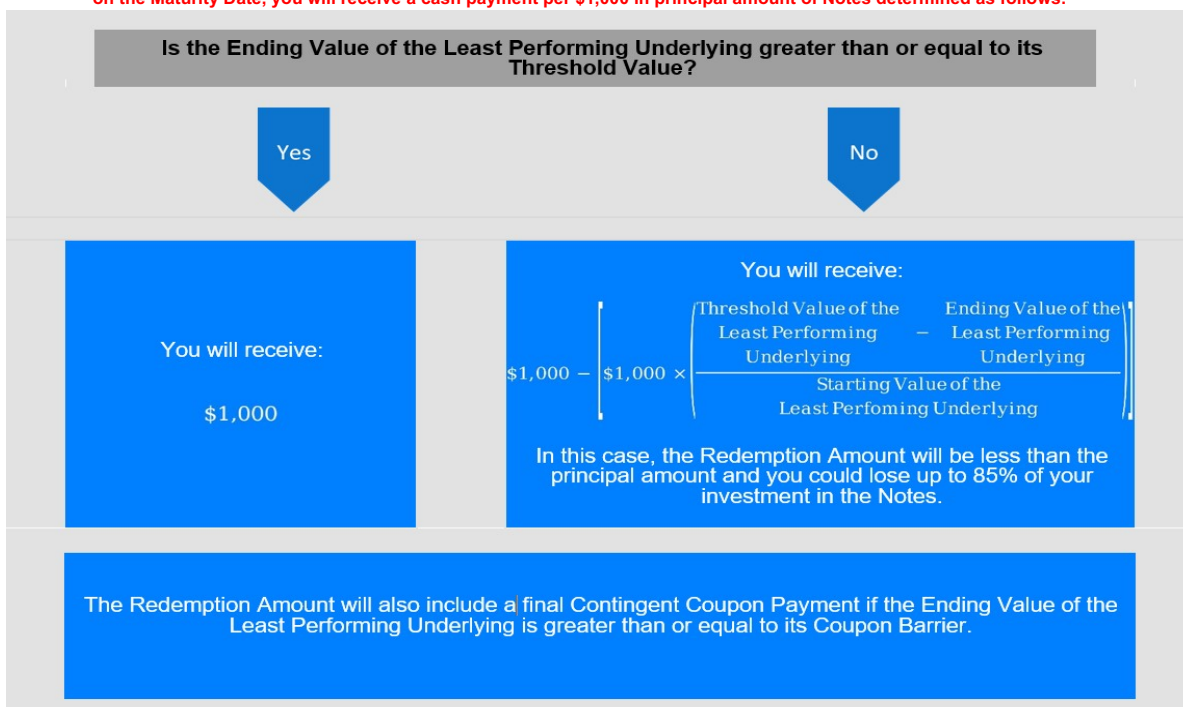 on the Maturity Date, you will receive a cash payment per $1,000 in principal amount of Notes determined as follows:
Is the Ending Value of the Least Performing Underlying greater than or equal to its
Threshold Value?
Yes
No
You will receive:
$1,000
You will receive:
$1,000 − [$1,000 × (
Threshold Value of the
Least Performing
Underlying
−
Ending Value of the
Least Performing
Underlying
Starting Value of the
Least Perfoming Underlying
)]
In this case, the Redemption Amount will be less than the
principal amount and you could lose up to 85% of your
investment in the Notes.
The Redemption Amount will also include a final Contingent Coupon Payment if the Ending Value of the
Least Performing Underlying is greater than or equal to its Coupon Barrier.